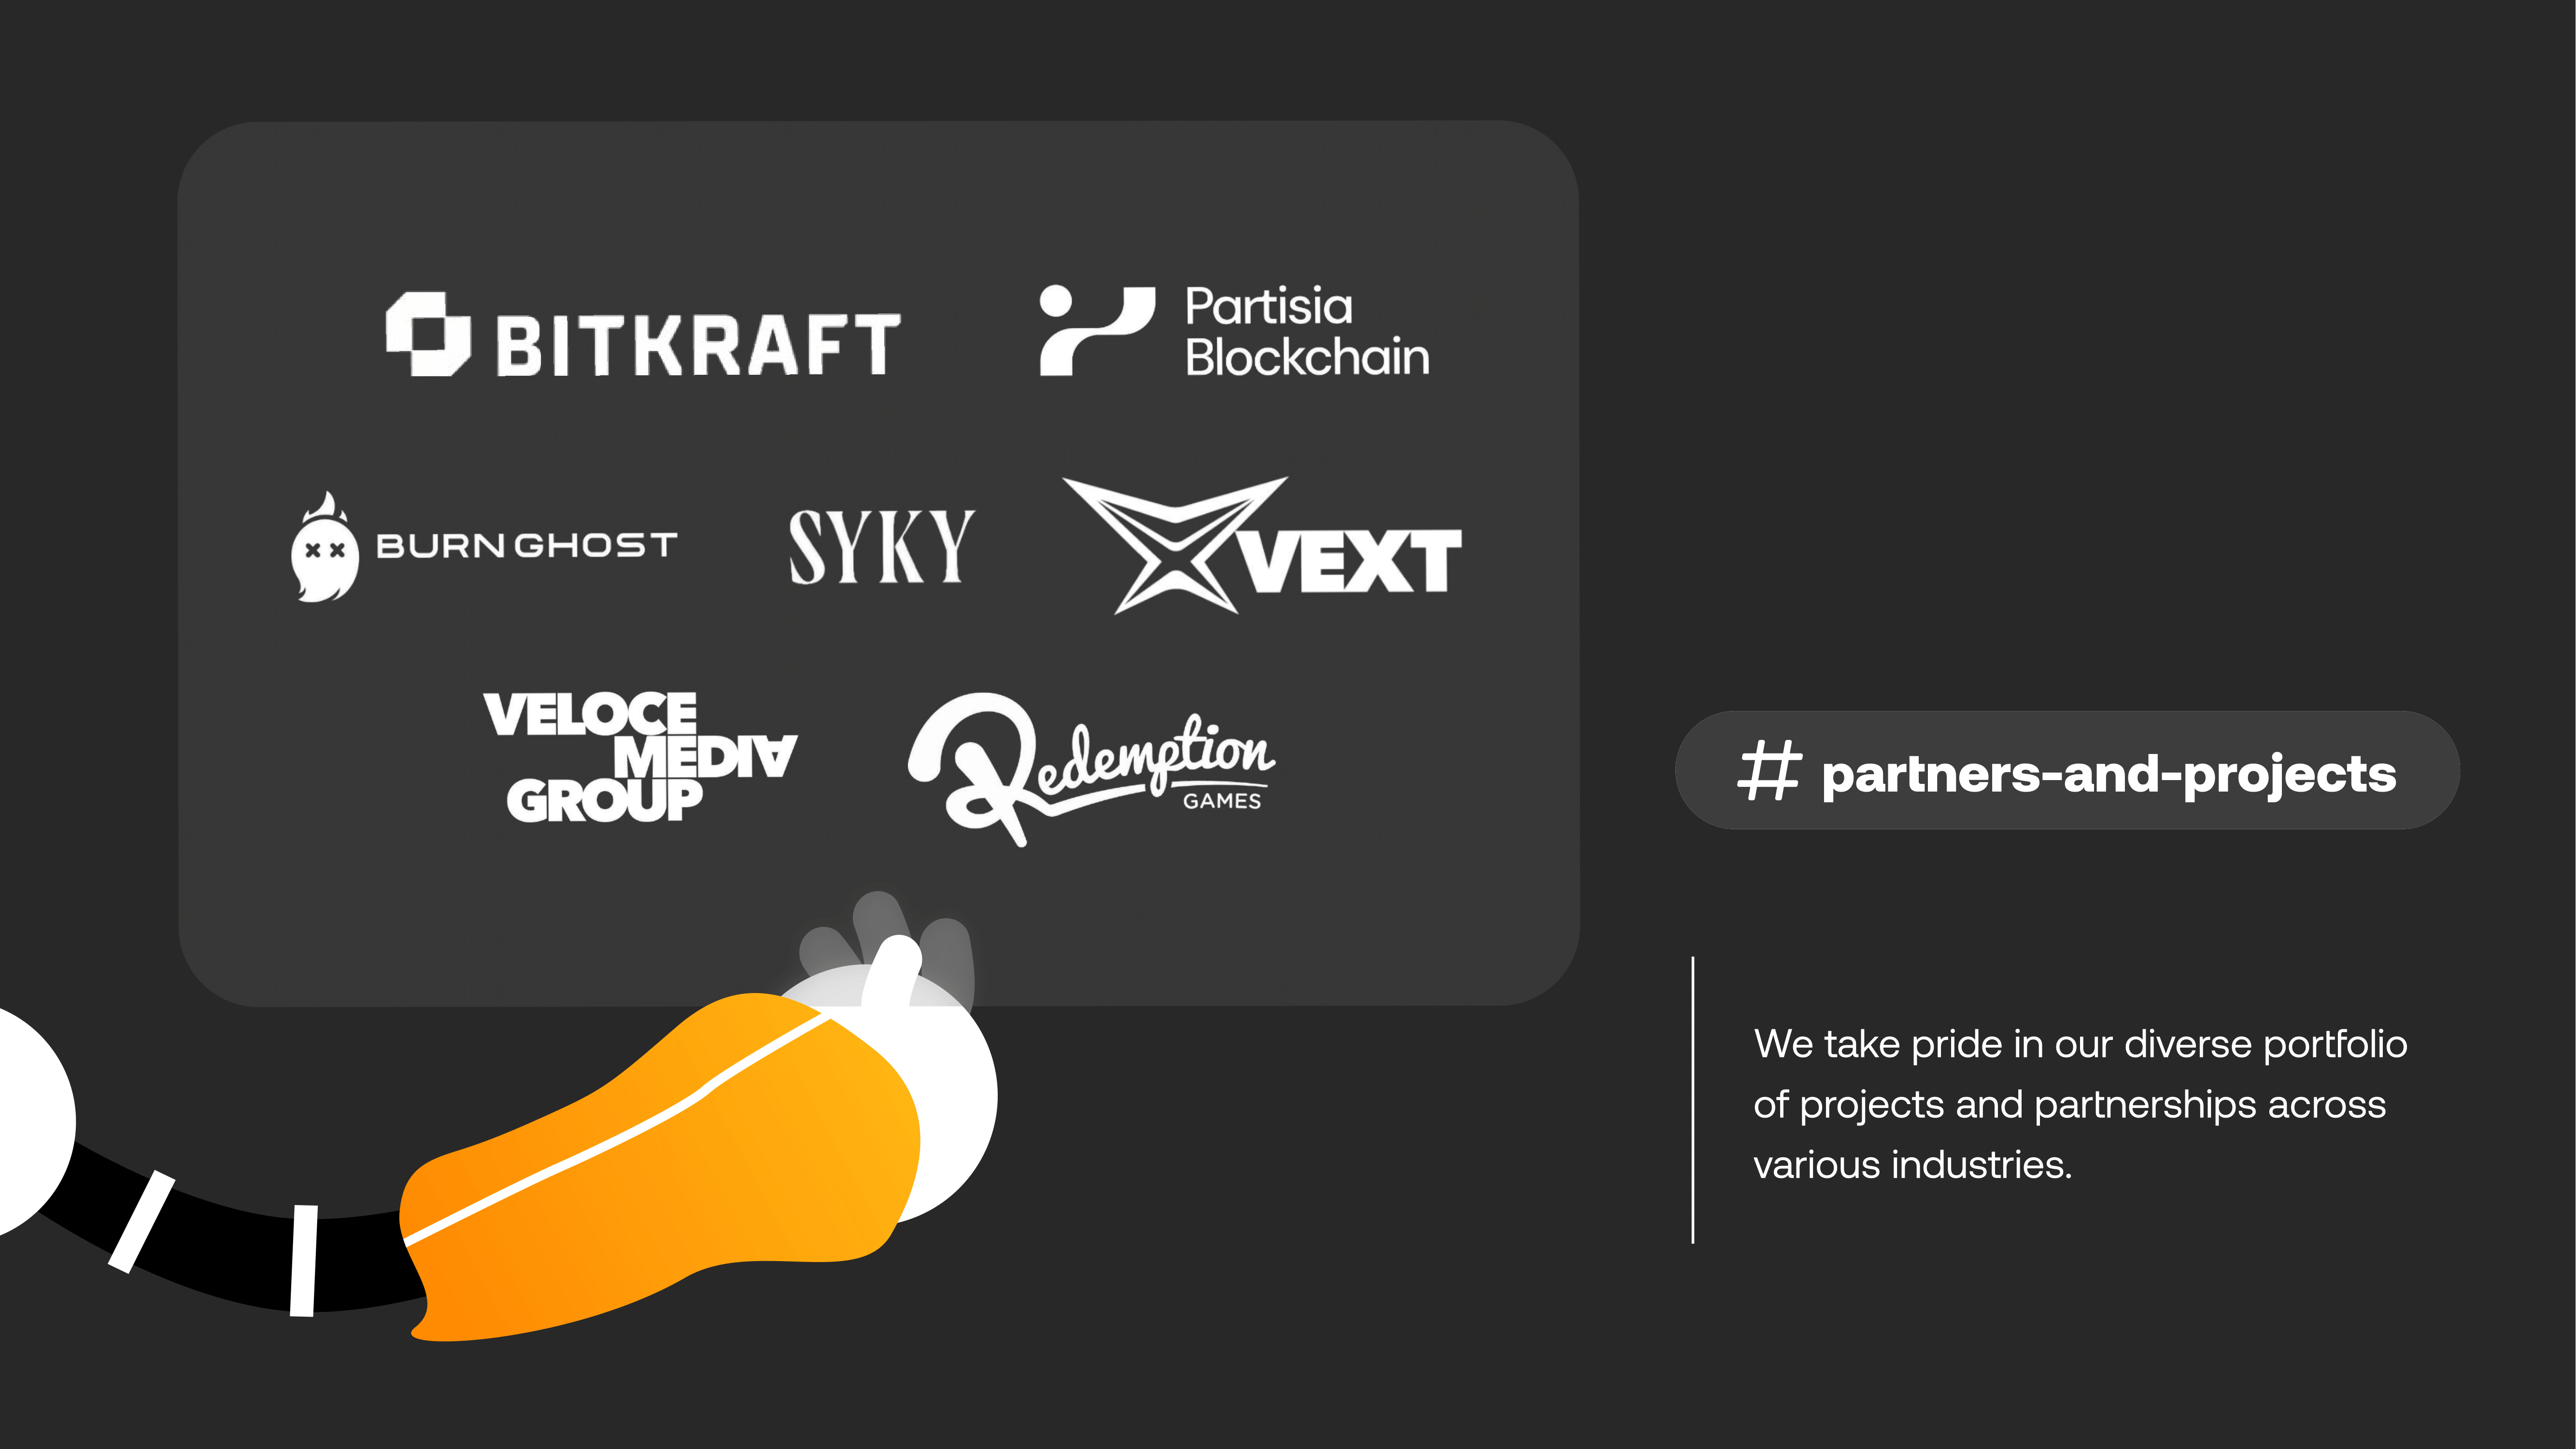 BITKRAFT
Partisia
Blockchain
BURNGHOST
SYKY
VEXT
VELOCE
MEDIA
GROUP
Redemption
GAMES
# partners-and-projects
We take pride in our diverse portfolio
of projects and partnerships across
various industries.